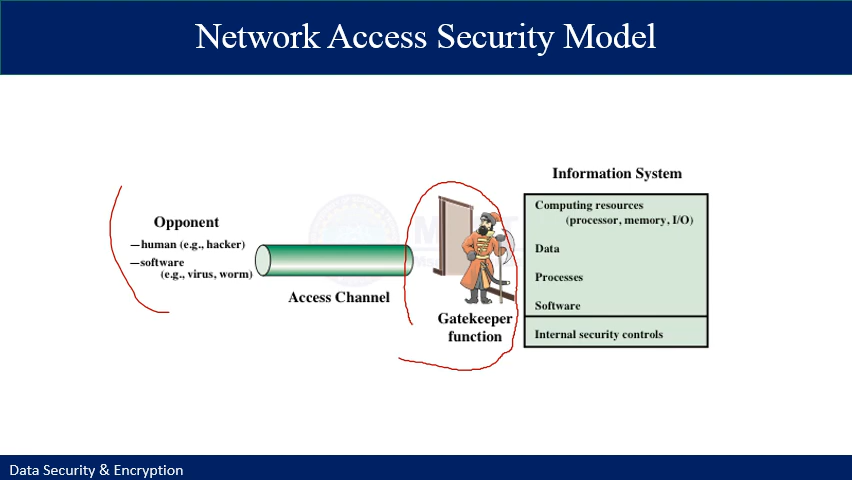 Network Access Security Model
Information System
Computing resources
(processor, memory, I/O)
Data
Processes
Software
Internal security controls
Opponent
—human (e.g., hacker)
—software
(e.g., virus, worm)
Access Channel
Gatekeeper
function
Data Security & Encryption